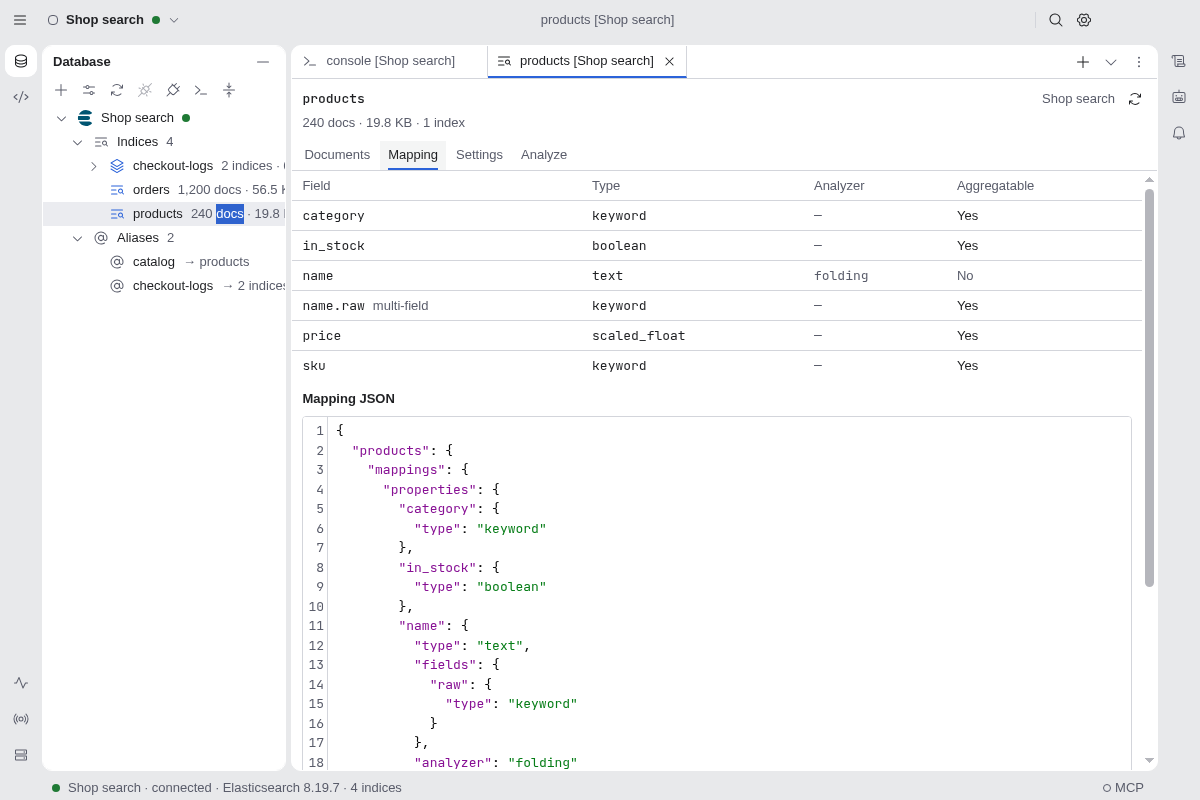 Shop search
products [Shop search]
Database
Shop search
Indices 4
checkout-logs 2 indices ·
orders 1,200 docs · 56.5
products 240 docs · 19.8
Aliases 2
catalog → products
checkout-logs → 2 indices
console [Shop search]
products [Shop search]
products
Shop search
240 docs · 19.8 KB · 1 index
Documents Mapping Settings Analyze
Field Type Analyzer Aggregatable
category keyword — Yes
in_stock boolean — Yes
name text folding No
name.raw multi-field keyword — Yes
price scaled_float — Yes
sku keyword — Yes
Mapping JSON
1 {
2 "products": {
3 "mappings": {
4 "properties": {
5 "category": {
6 "type": "keyword"
7 },
8 "in_stock": {
9 "type": "boolean"
10 },
11 "name": {
12 "type": "text",
13 "fields": {
14 "raw": {
15 "type": "keyword"
16 }
17 },
18 "analyzer": "folding"
Shop search · connected · Elasticsearch 8.19.7 · 4 indices
MCP